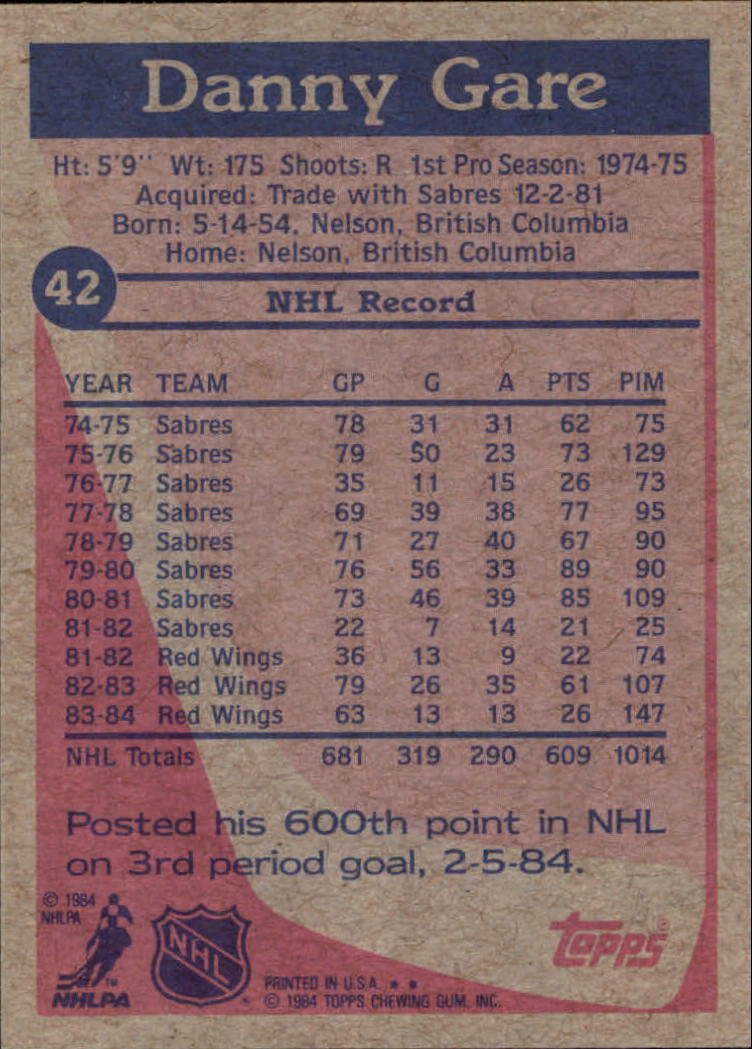 Danny Gare
Ht: 5'9'' Wt: 175 Shoots: R 1st Pro Season: 1974-75
Acquired: Trade with Sabres 12-2-81
Born: 5-14-54, Nelson, British Columbia
Home: Nelson, British Columbia
42
NHL Record
YEAR TEAM GP G A PTS PIM
74-75 Sabres 78 31 31 62 75
75-76 Sabres 79 50 23 73 129
76-77 Sabres 35 11 15 26 73
77-78 Sabres 69 39 38 77 95
78-79 Sabres 71 27 40 67 90
79-80 Sabres 76 56 33 89 90
80-81 Sabres 73 46 39 85 109
81-82 Sabres 22 7 14 21 25
81-82 Red Wings 36 13 9 22 74
82-83 Red Wings 79 26 35 61 107
83-84 Red Wings 63 13 13 26 147
NHL Totals 681 319 290 609 1014
Posted his 600th point in NHL
on 3rd period goal, 2-5-84.
© 1984
NHLPA
™
NHLPA
NHL
®
topps®
PRINTED IN U.S.A. * *
© 1984 TOPPS CHEWING GUM, INC.